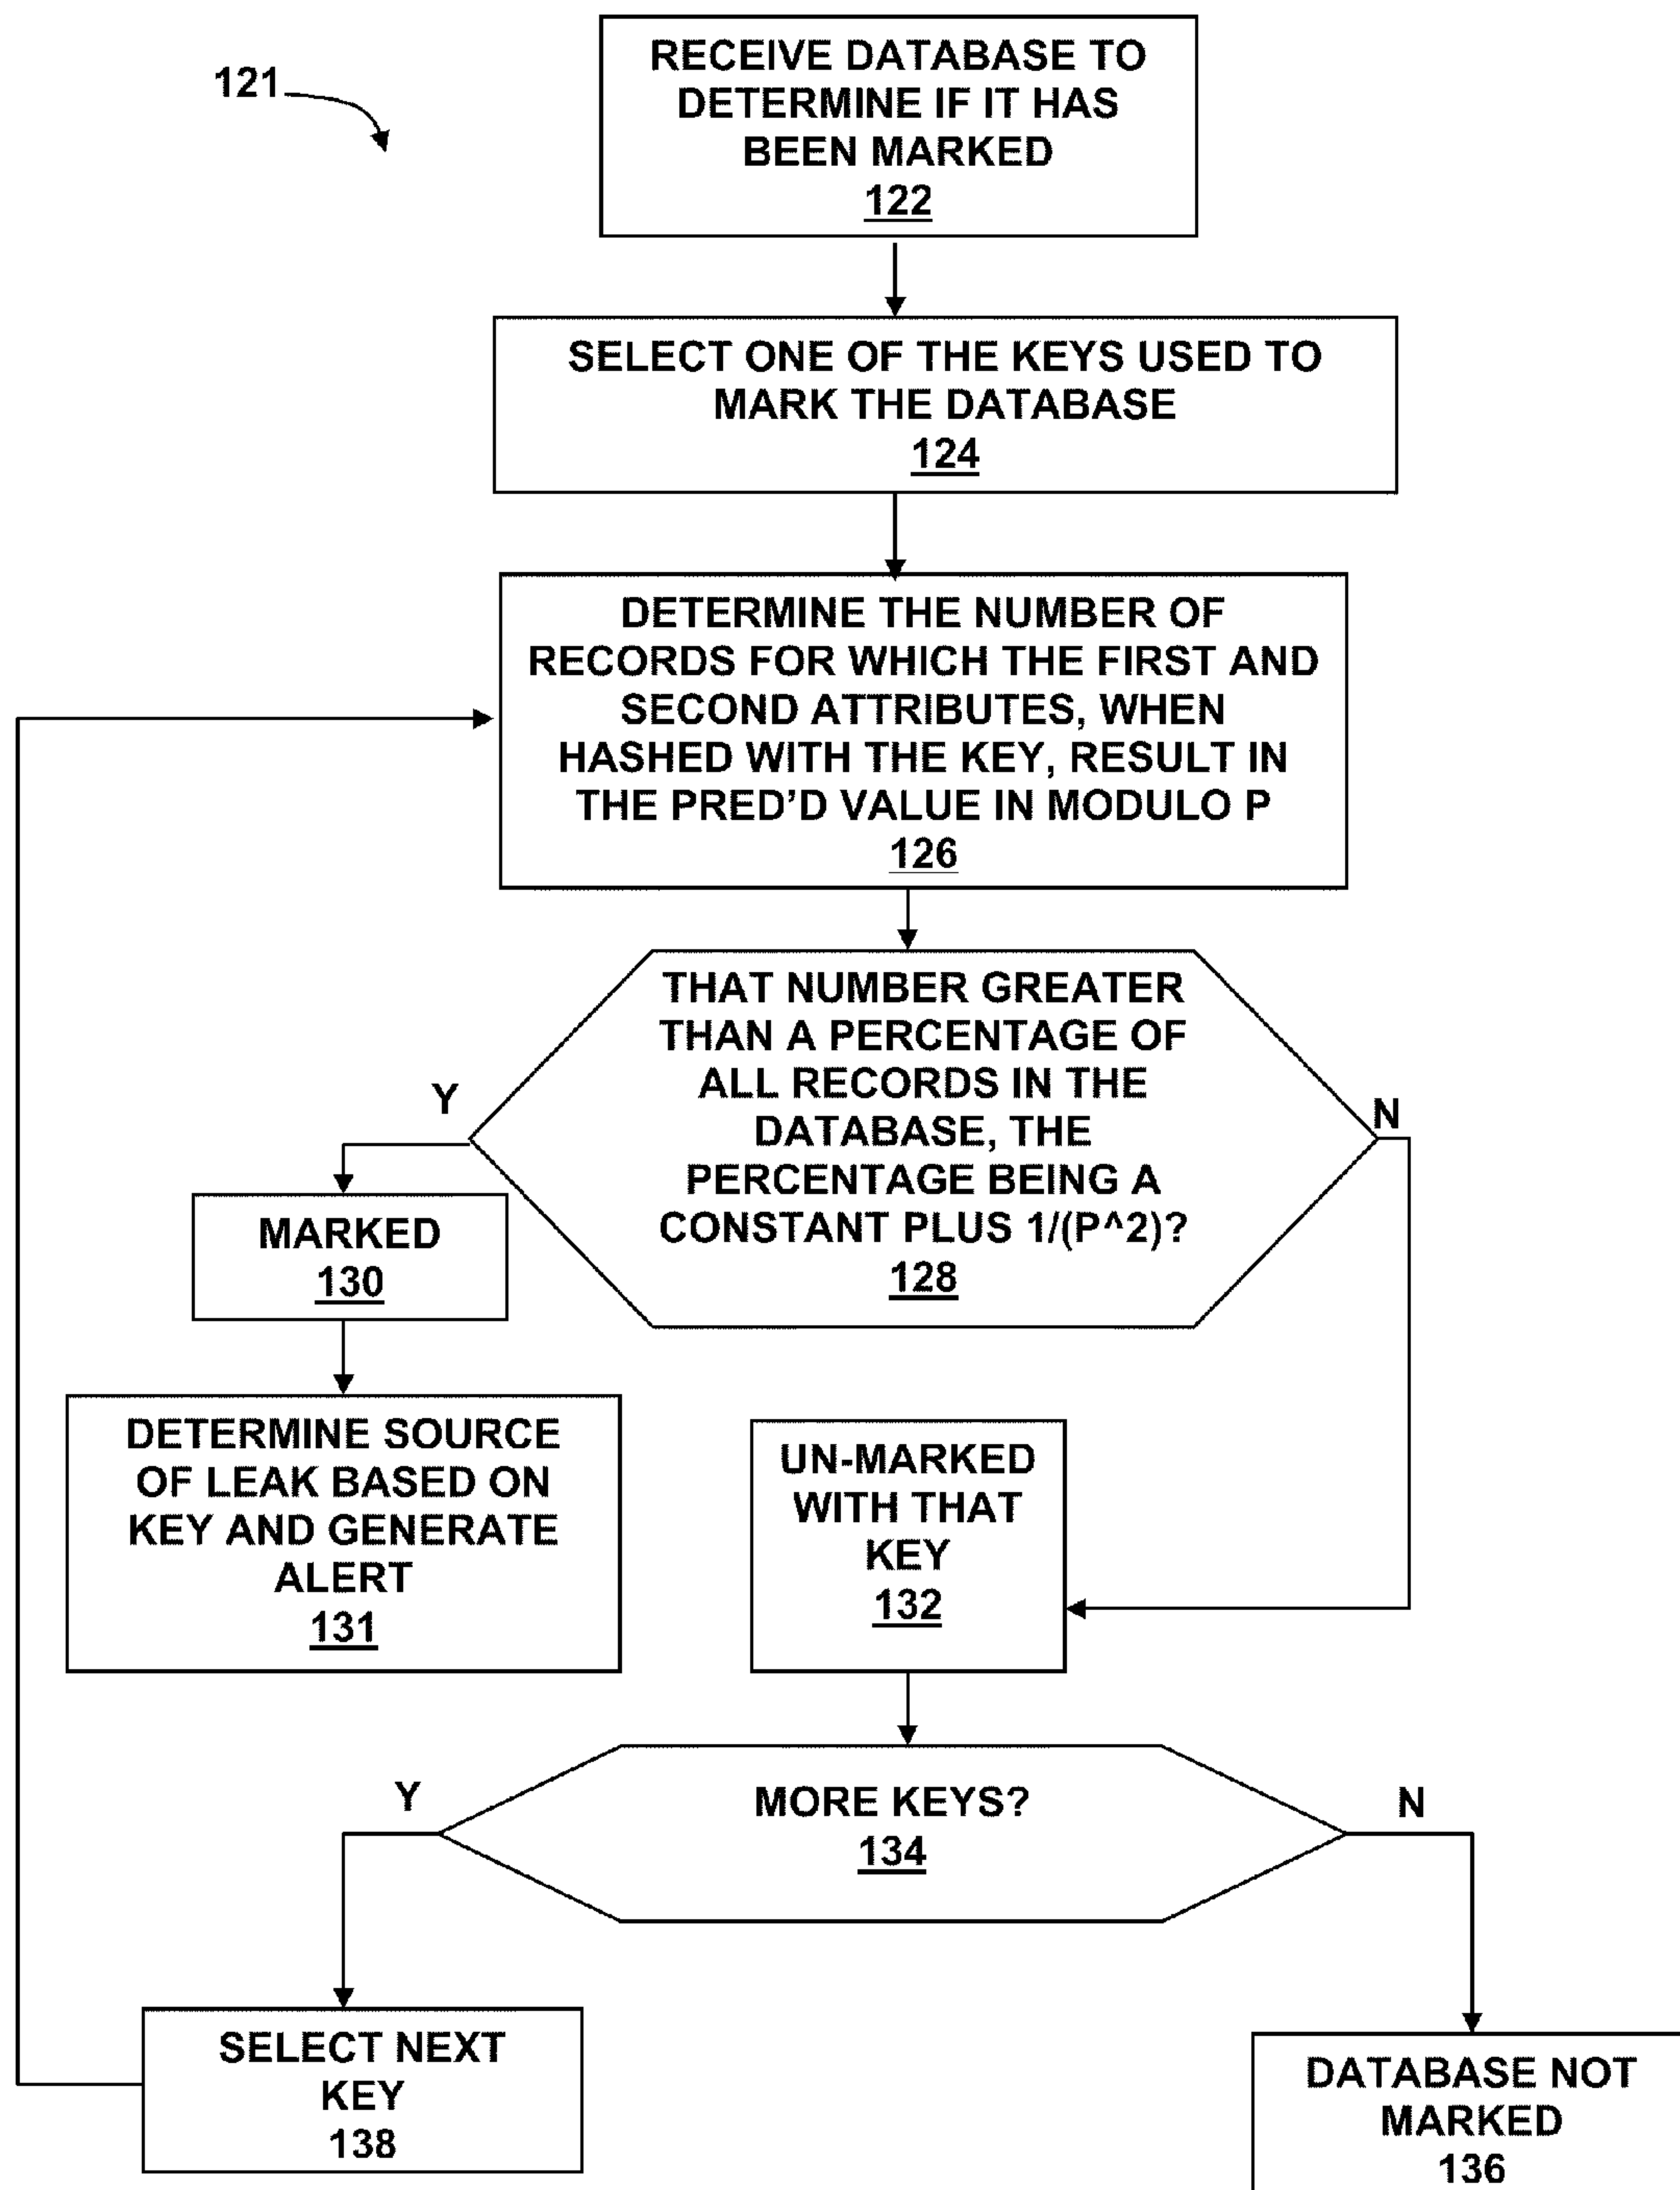 121
RECEIVE DATABASE TO
DETERMINE IF IT HAS
BEEN MARKED
122
SELECT ONE OF THE KEYS USED TO
MARK THE DATABASE
124
DETERMINE THE NUMBER OF
RECORDS FOR WHICH THE FIRST AND
SECOND ATTRIBUTES, WHEN
HASHED WITH THE KEY, RESULT IN
THE PRED'D VALUE IN MODULO P
126
THAT NUMBER GREATER
THAN A PERCENTAGE OF
ALL RECORDS IN THE
DATABASE, THE
PERCENTAGE BEING A
CONSTANT PLUS 1/(P^2)?
128
Y
N
MARKED
130
DETERMINE SOURCE
OF LEAK BASED ON
KEY AND GENERATE
ALERT
131
UN-MARKED
WITH THAT
KEY
132
MORE KEYS?
134
Y
N
SELECT NEXT
KEY
138
DATABASE NOT
MARKED
136